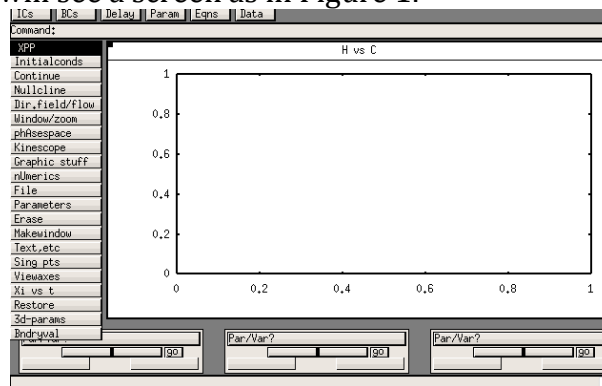 will see a screen as in Figure 1.
ICs BCs Delay Param Eqns Data
Command:
XPP
Initialconds
Continue
Nullcline
Dir.field/flow
Window/zoom
phAsespace
Kinescope
Graphic stuff
nUmerics
File
Parameters
Erase
Makewindow
Text,etc
Sing pts
Viewaxes
Xi vs t
Restore
3d-params
Bndryval
H vs C
1
0.8
0.6
0.4
0.2
0
0 0.2 0.4 0.6 0.8 1
Par/Var? Par/Var? Par/Var?
go go go